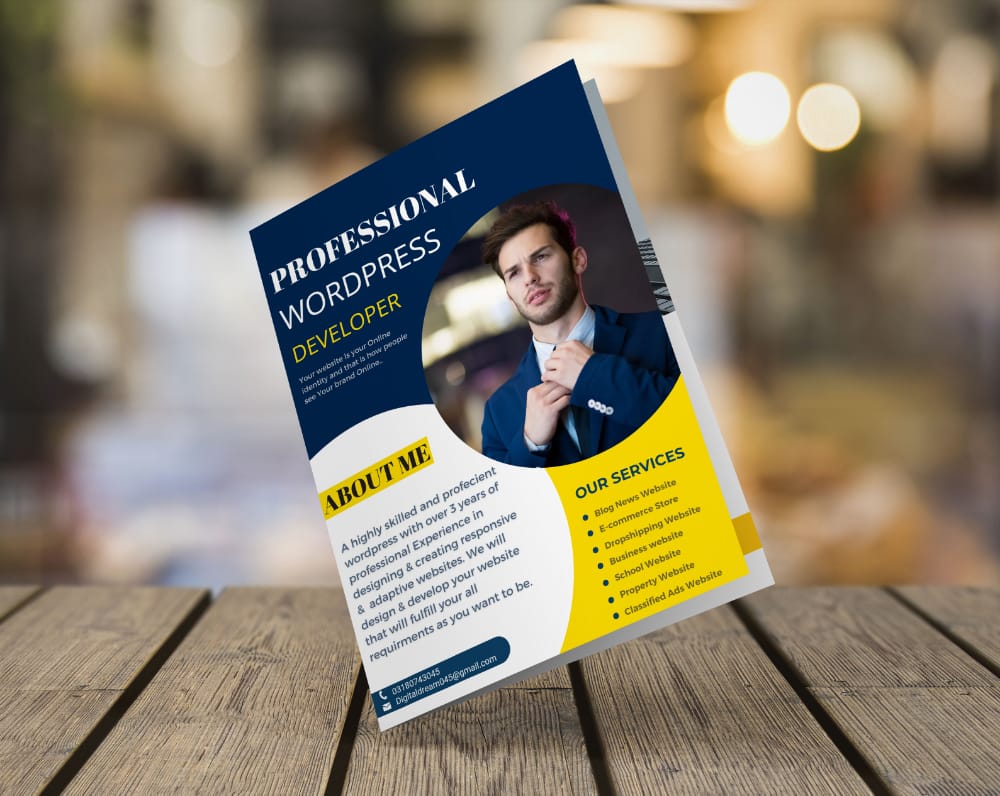 PROFESSIONAL
WORDPRESS
DEVELOPER
Your website is your Online
identity and that is how people
see Your brand Online..
ABOUT ME
A highly skilled and profecient
wordpress with over 3 years of
professional Experience in
designing & creating responsive
& adaptive websites. We will
design & develop your website
that will fulfill your all
requirments as you want to be.
03180743045
Digitaldream045@gmail.com
OUR SERVICES
Blog News Website
E-commerce Store
Dropshipping Website
Business website
School Website
Property Website
Classified Ads Website